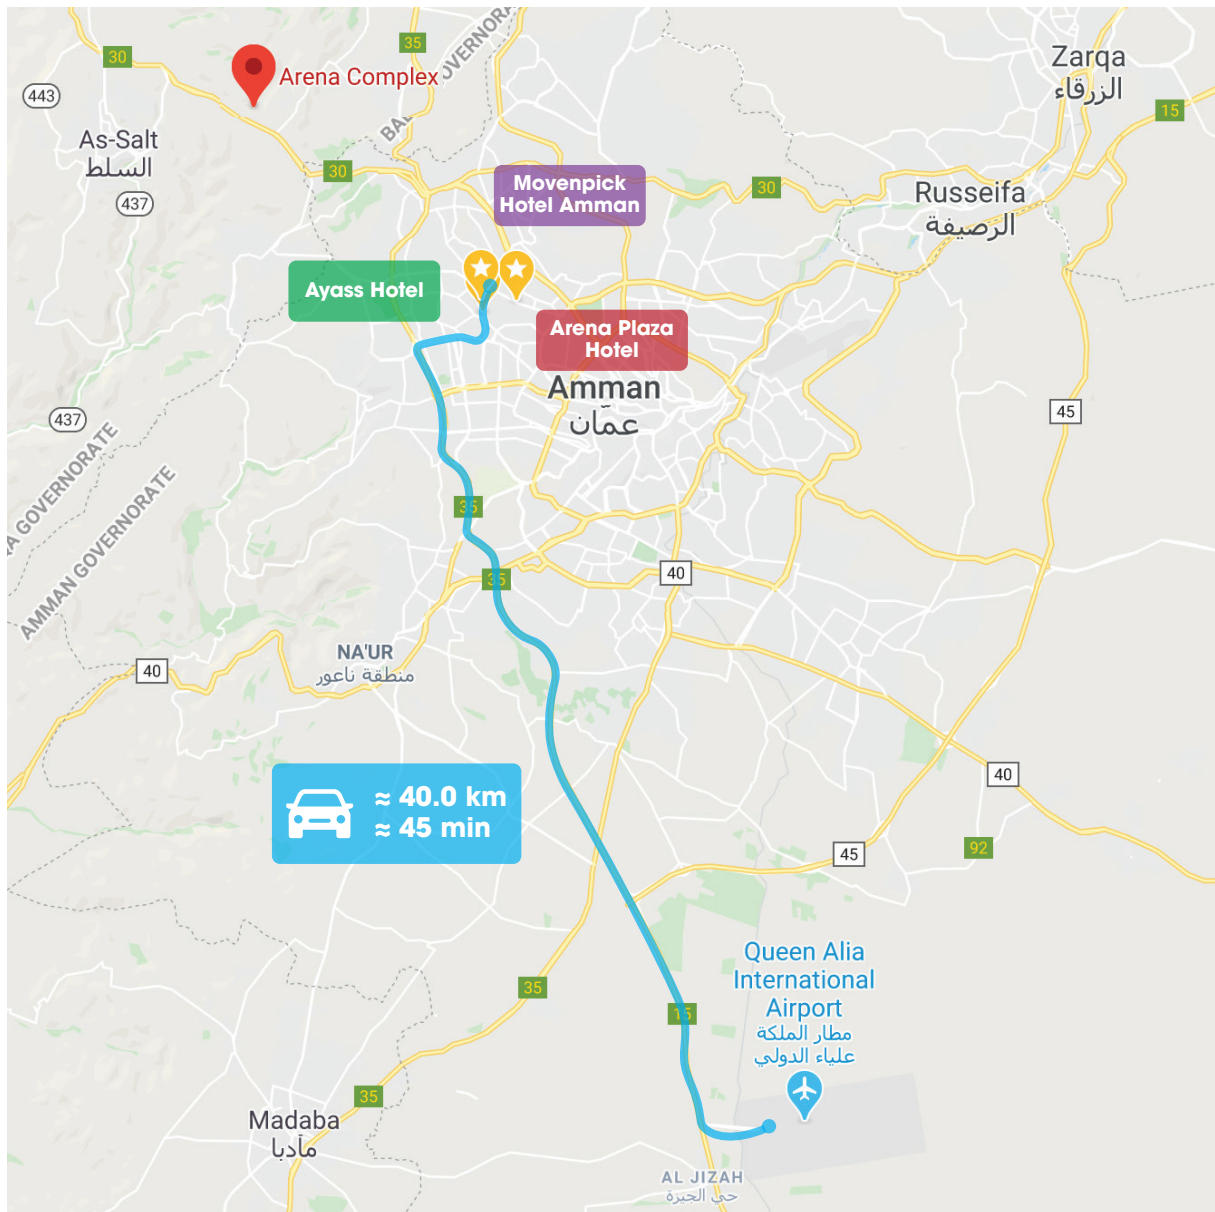 35
30
Zarqa
الزرقاء
Arena Complex
443
15
As-Salt
السلط
30
Movenpick
Hotel Amman
30
Russeifa
الرصيفة
437
Ayass Hotel
Arena Plaza
Hotel
Amman
عمّان
437
45
35
AMMAN GOVERNORATE
35
40
NA'UR
منطقة ناعور
40
40
≈ 40.0 km
≈ 45 min
45
92
Queen Alia
International
Airport
مطار الملكة
علياء الدولي
35
15
35
Madaba
مأدبا
AL JIZAH
حي الجيزة